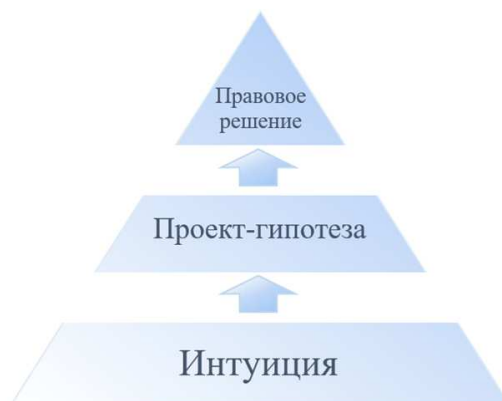 Правовое
решение
Проект-гипотеза
Интуиция